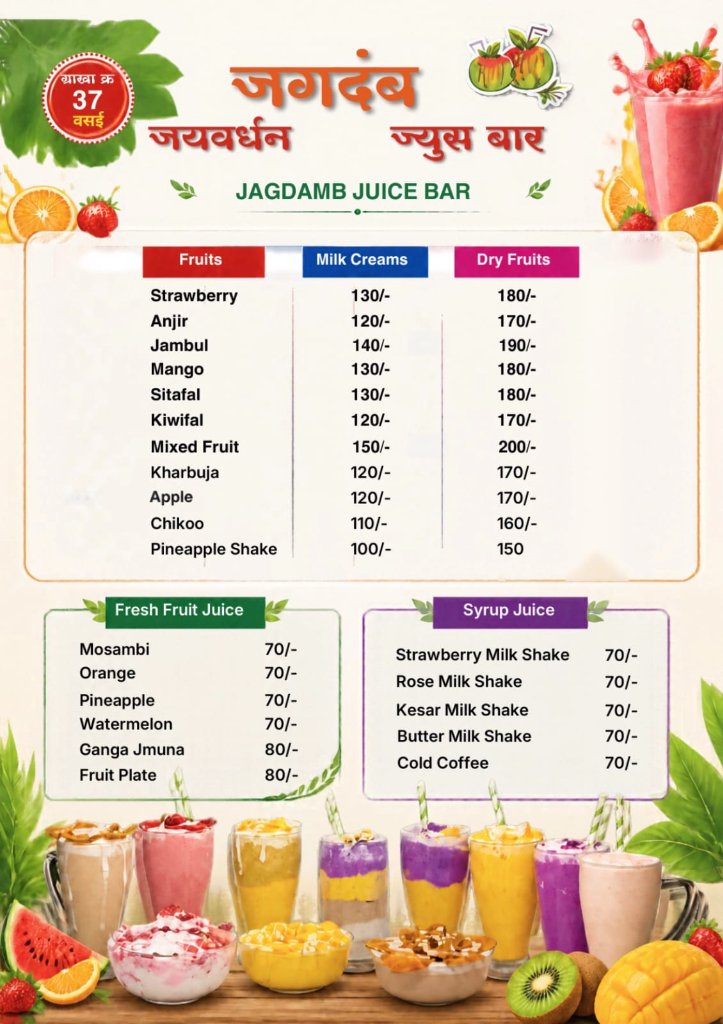 ग्राखा क्र
37
वसई
जगदंब
जयवर्धन ज्युस बार
JAGDAMB JUICE BAR
Fruits Milk Creams Dry Fruits
Strawberry 130/- 180/-
Anjir 120/- 170/-
Jambul 140/- 190/-
Mango 130/- 180/-
Sitafal 130/- 180/-
Kiwifal 120/- 170/-
Mixed Fruit 150/- 200/-
Kharbuja 120/- 170/-
Apple 120/- 170/-
Chikoo 110/- 160/-
Pineapple Shake 100/- 150
Fresh Fruit Juice
Mosambi 70/-
Orange 70/-
Pineapple 70/-
Watermelon 70/-
Ganga Jmuna 80/-
Fruit Plate 80/-
Syrup Juice
Strawberry Milk Shake 70/-
Rose Milk Shake 70/-
Kesar Milk Shake 70/-
Butter Milk Shake 70/-
Cold Coffee 70/-